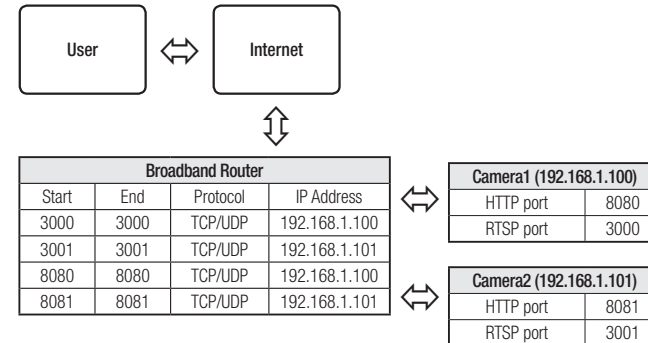 User
Internet
Broadband Router
Start End Protocol IP Address
3000 3000 TCP/UDP 192.168.1.100
3001 3001 TCP/UDP 192.168.1.101
8080 8080 TCP/UDP 192.168.1.100
8081 8081 TCP/UDP 192.168.1.101
Camera1 (192.168.1.100)
HTTP port 8080
RTSP port 3000
Camera2 (192.168.1.101)
HTTP port 8081
RTSP port 3001